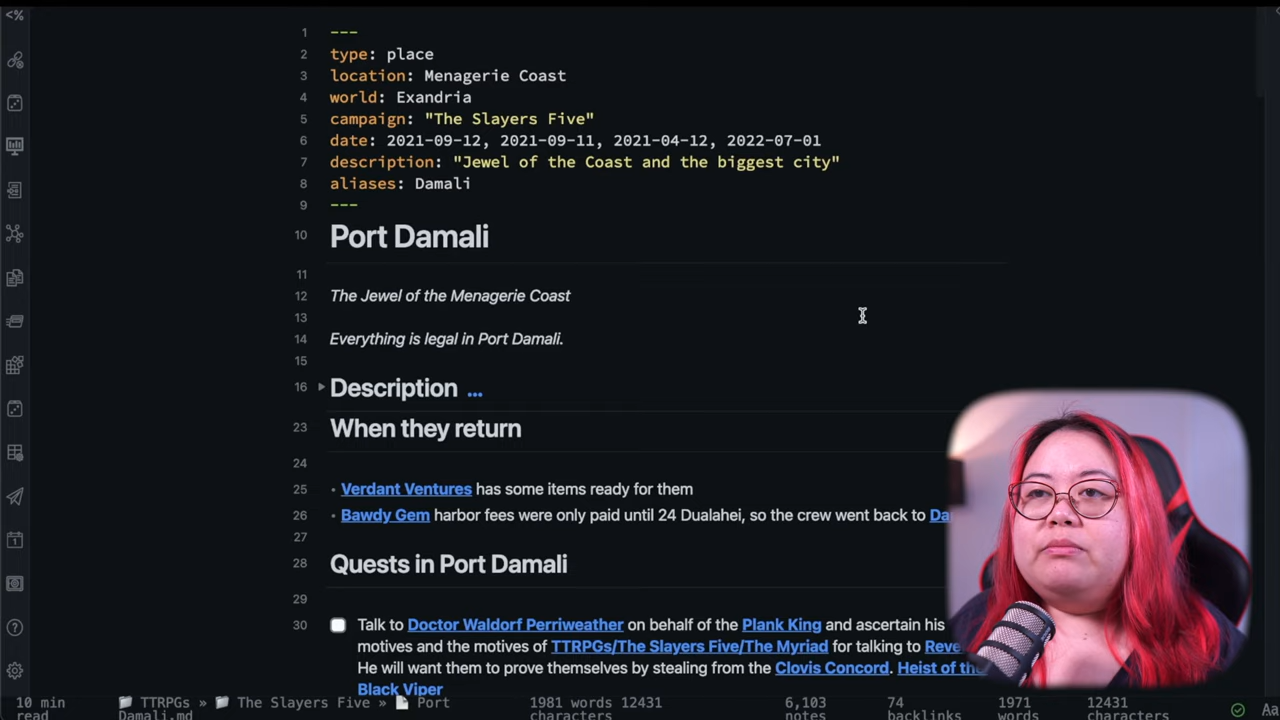 1 ---
2 type: place
3 location: Menagerie Coast
4 world: Exandria
5 campaign: "The Slayers Five"
6 date: 2021-09-12, 2021-09-11, 2021-04-12, 2022-07-01
7 description: "Jewel of the Coast and the biggest city"
8 aliases: Damali
9 ---
10 Port Damali
11
12 The Jewel of the Menagerie Coast
13
14 Everything is legal in Port Damali.
15
16 Description ...
23 When they return
24
25 • Verdant Ventures has some items ready for them
26 • Bawdy Gem harbor fees were only paid until 24 Dualahei, so the crew went back to Da
27
28 Quests in Port Damali
29
30 Talk to Doctor Waldorf Perriweather on behalf of the Plank King and ascertain his
motives and the motives of TTRPGs/The Slayers Five/The Myriad for talking to Reve
He will want them to prove themselves by stealing from the Clovis Concord. Heist of the
Black Viper
10 min read TTRPGs » The Slayers Five » Port Damali.md 1981 words 12431 characters 6,103 notes 74 backlinks 1971 words 12431 characters Aa